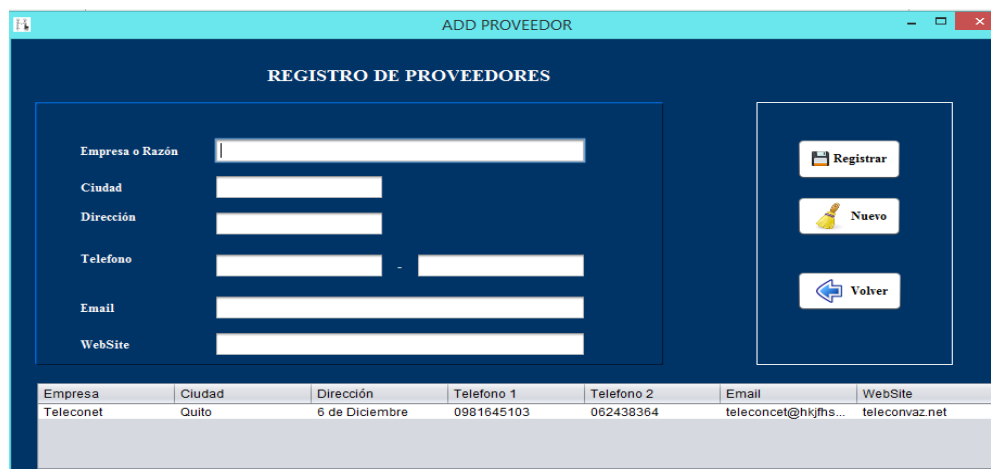 ADD PROVEEDOR
REGISTRO DE PROVEEDORES
Empresa o Razón
Ciudad
Dirección
Telefono -
Email
WebSite
Registrar
Nuevo
Volver
Empresa Ciudad Dirección Telefono 1 Telefono 2 Email WebSite
Teleconet Quito 6 de Diciembre 0981645103 062438364 teleconcet@hkjfhs... teleconvaz.net